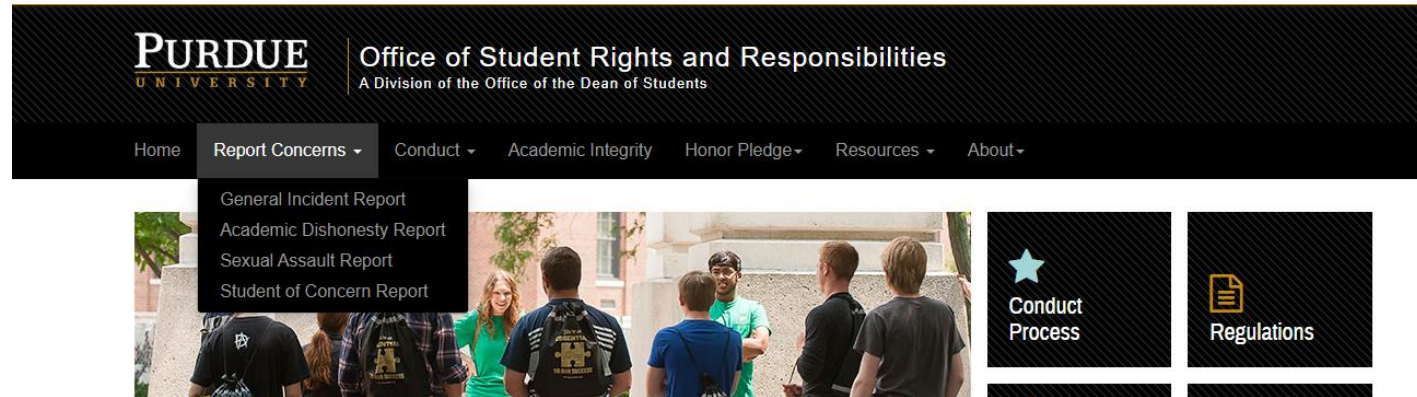 PURDUE
UNIVERSITY
Office of Student Rights and Responsibilities
A Division of the Office of the Dean of Students
Home Report Concerns Conduct Academic Integrity Honor Pledge Resources About
General Incident Report
Academic Dishonesty Report
Sexual Assault Report
Student of Concern Report
Conduct
Process
Regulations